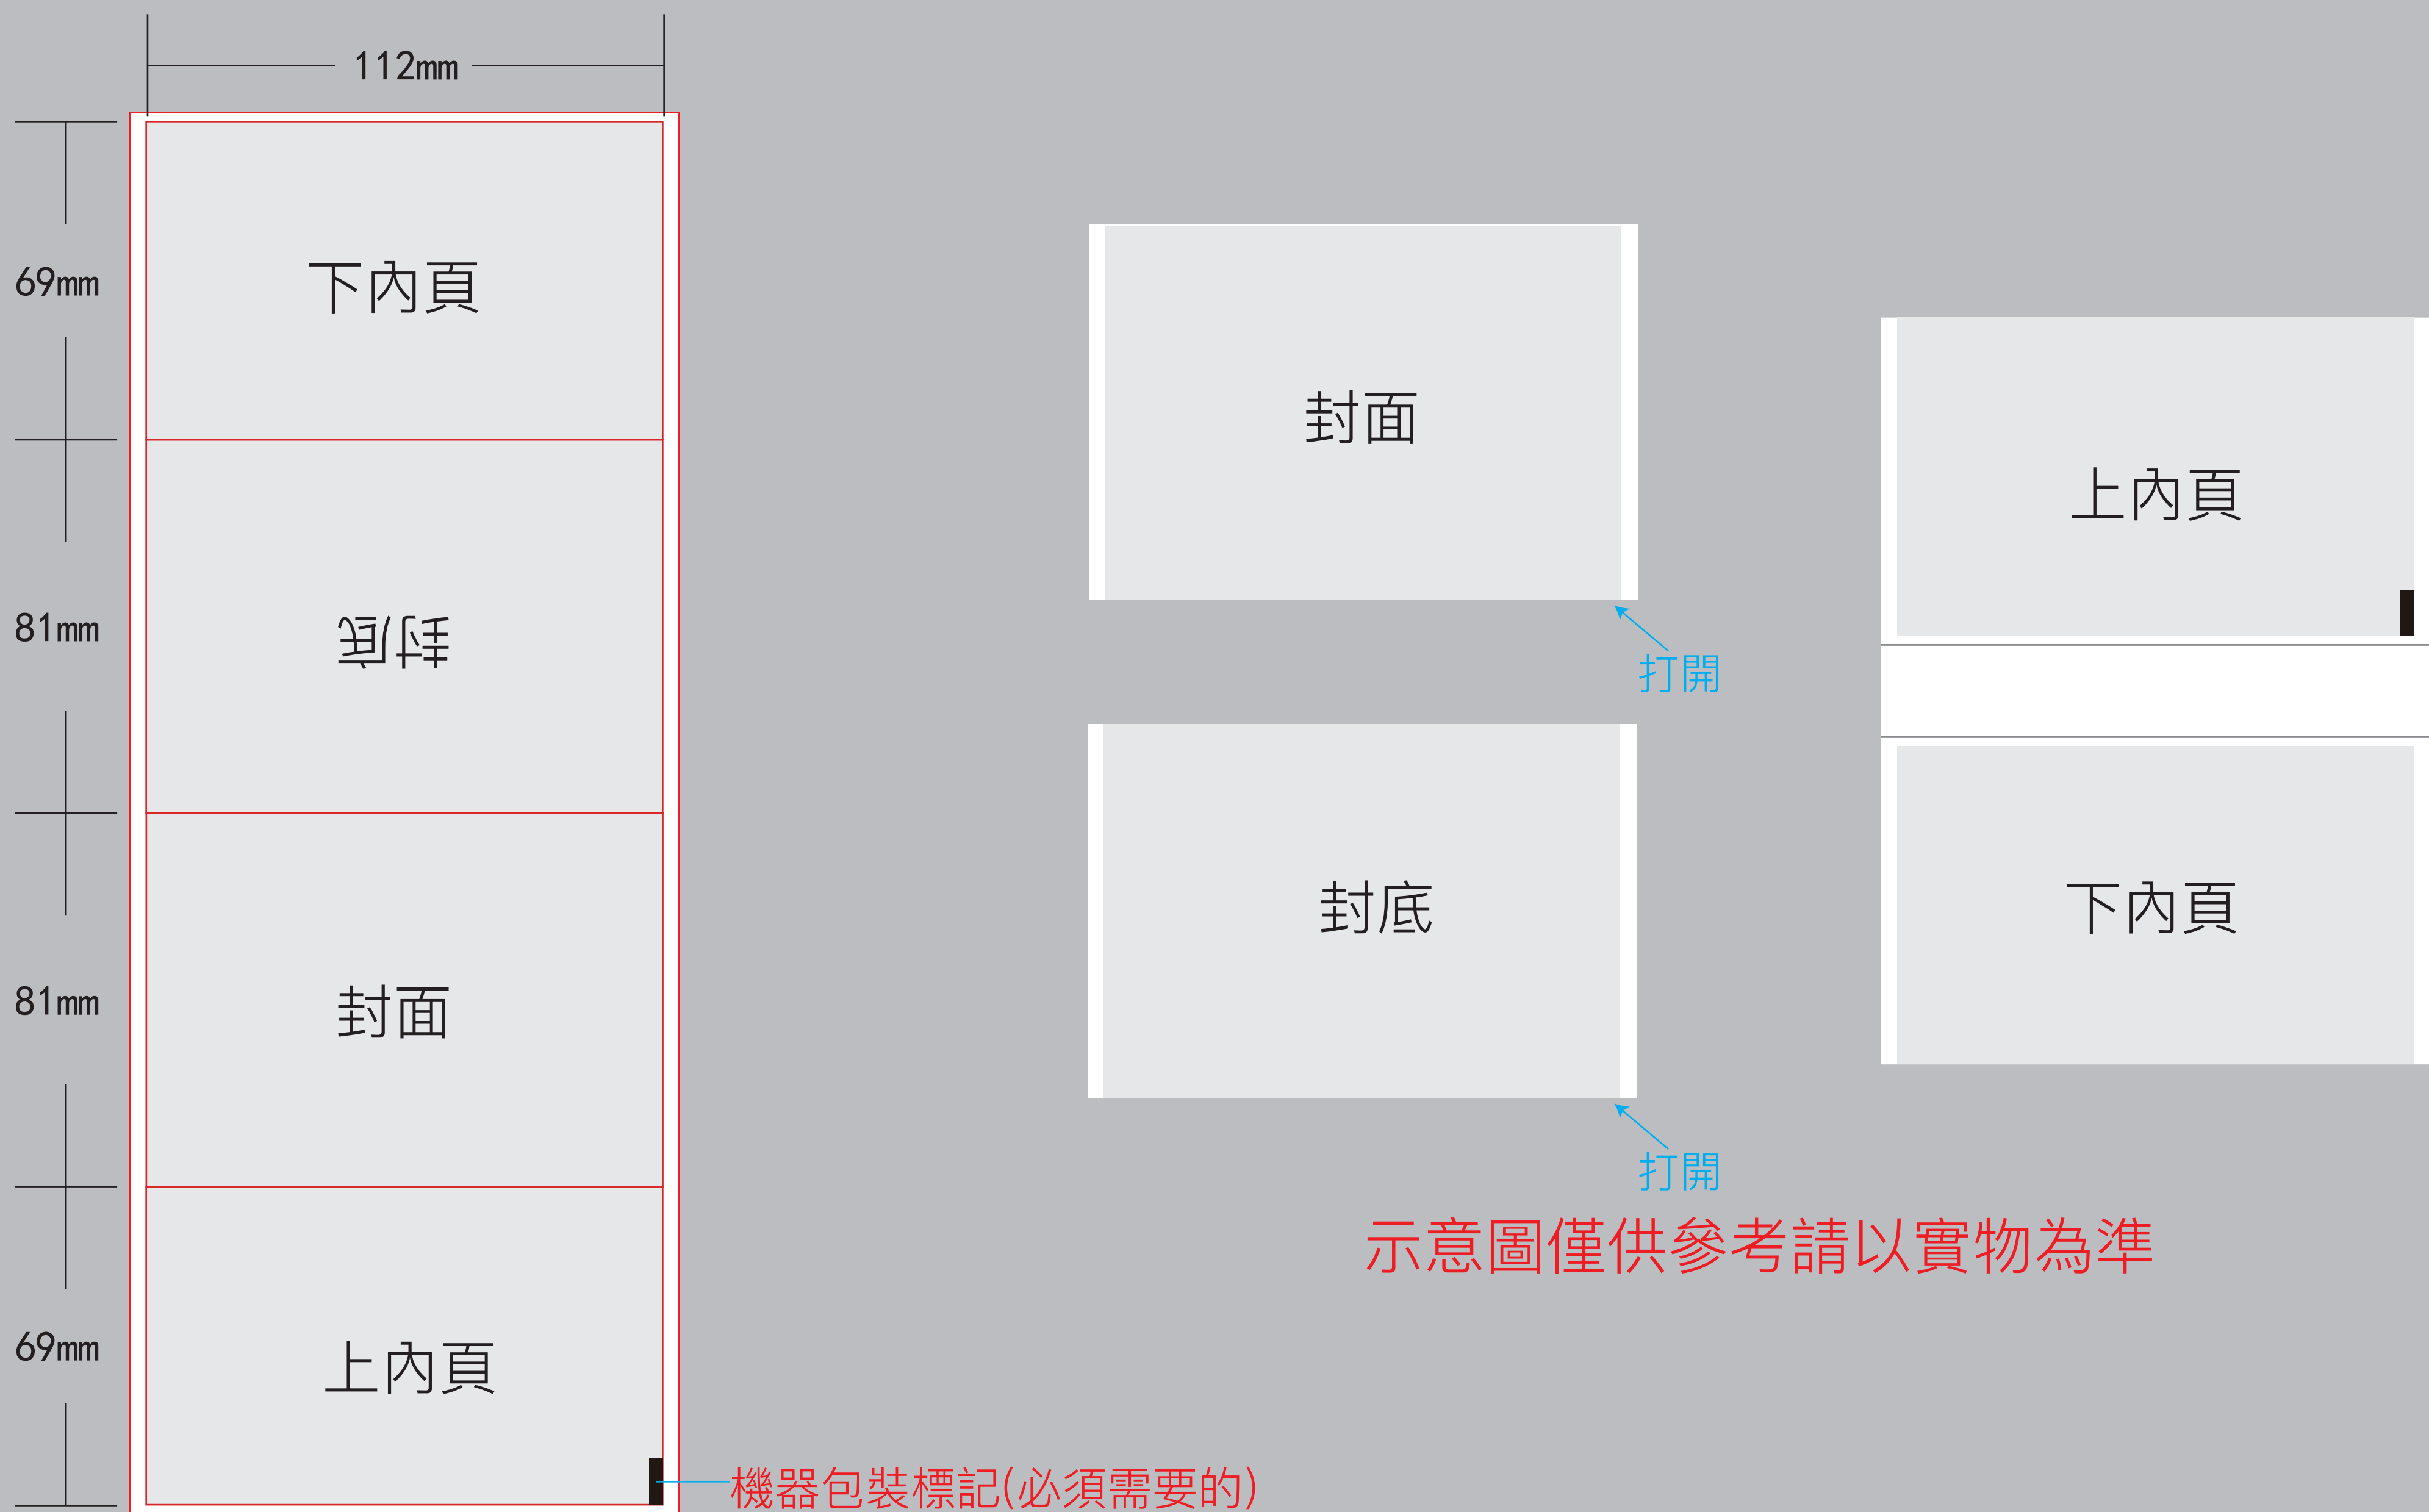 112mm
69mm
下內頁
81mm
封底
81mm
封面
69mm
上內頁
機器包裝標記(必須需要的)
封面
打開
封底
打開
上內頁
下內頁
示意圖僅供參考請以實物為準